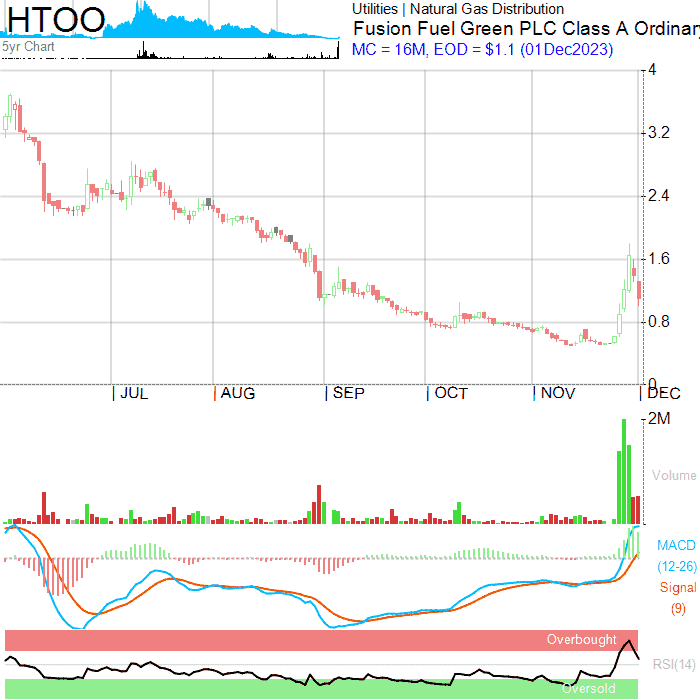 HTOO
5yr Chart
Utilities | Natural Gas Distribution
Fusion Fuel Green PLC Class A Ordinary
MC = 16M, EOD = $1.1 (01Dec2023)
4
3.2
2.4
1.6
0.8
0
JUL AUG SEP OCT NOV DEC
2M
Volume
MACD
(12-26)
Signal
(9)
Overbought
RSI(14)
Oversold